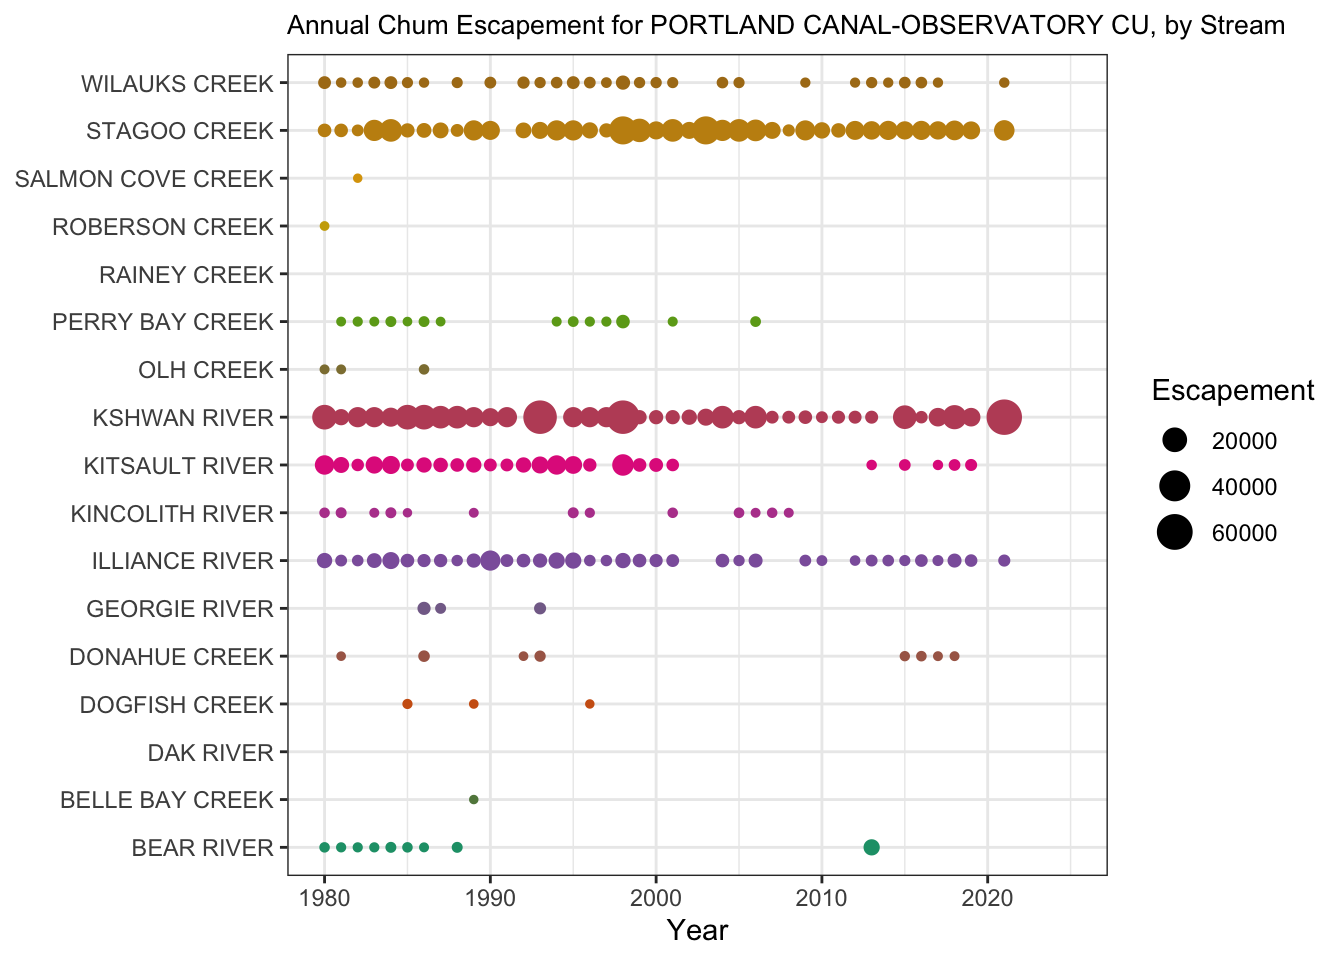 Annual Chum Escapement for PORTLAND CANAL-OBSERVATORY CU, by Stream
WILAUKS CREEK
STAGOO CREEK
SALMON COVE CREEK
ROBERSON CREEK
RAINEY CREEK
PERRY BAY CREEK
OLH CREEK
KSHWAN RIVER
KITSAULT RIVER
KINCOLITH RIVER
ILLIANCE RIVER
GEORGIE RIVER
DONAHUE CREEK
DOGFISH CREEK
DAK RIVER
BELLE BAY CREEK
BEAR RIVER
1980 1990 2000 2010 2020
Year
Escapement
20000
40000
60000